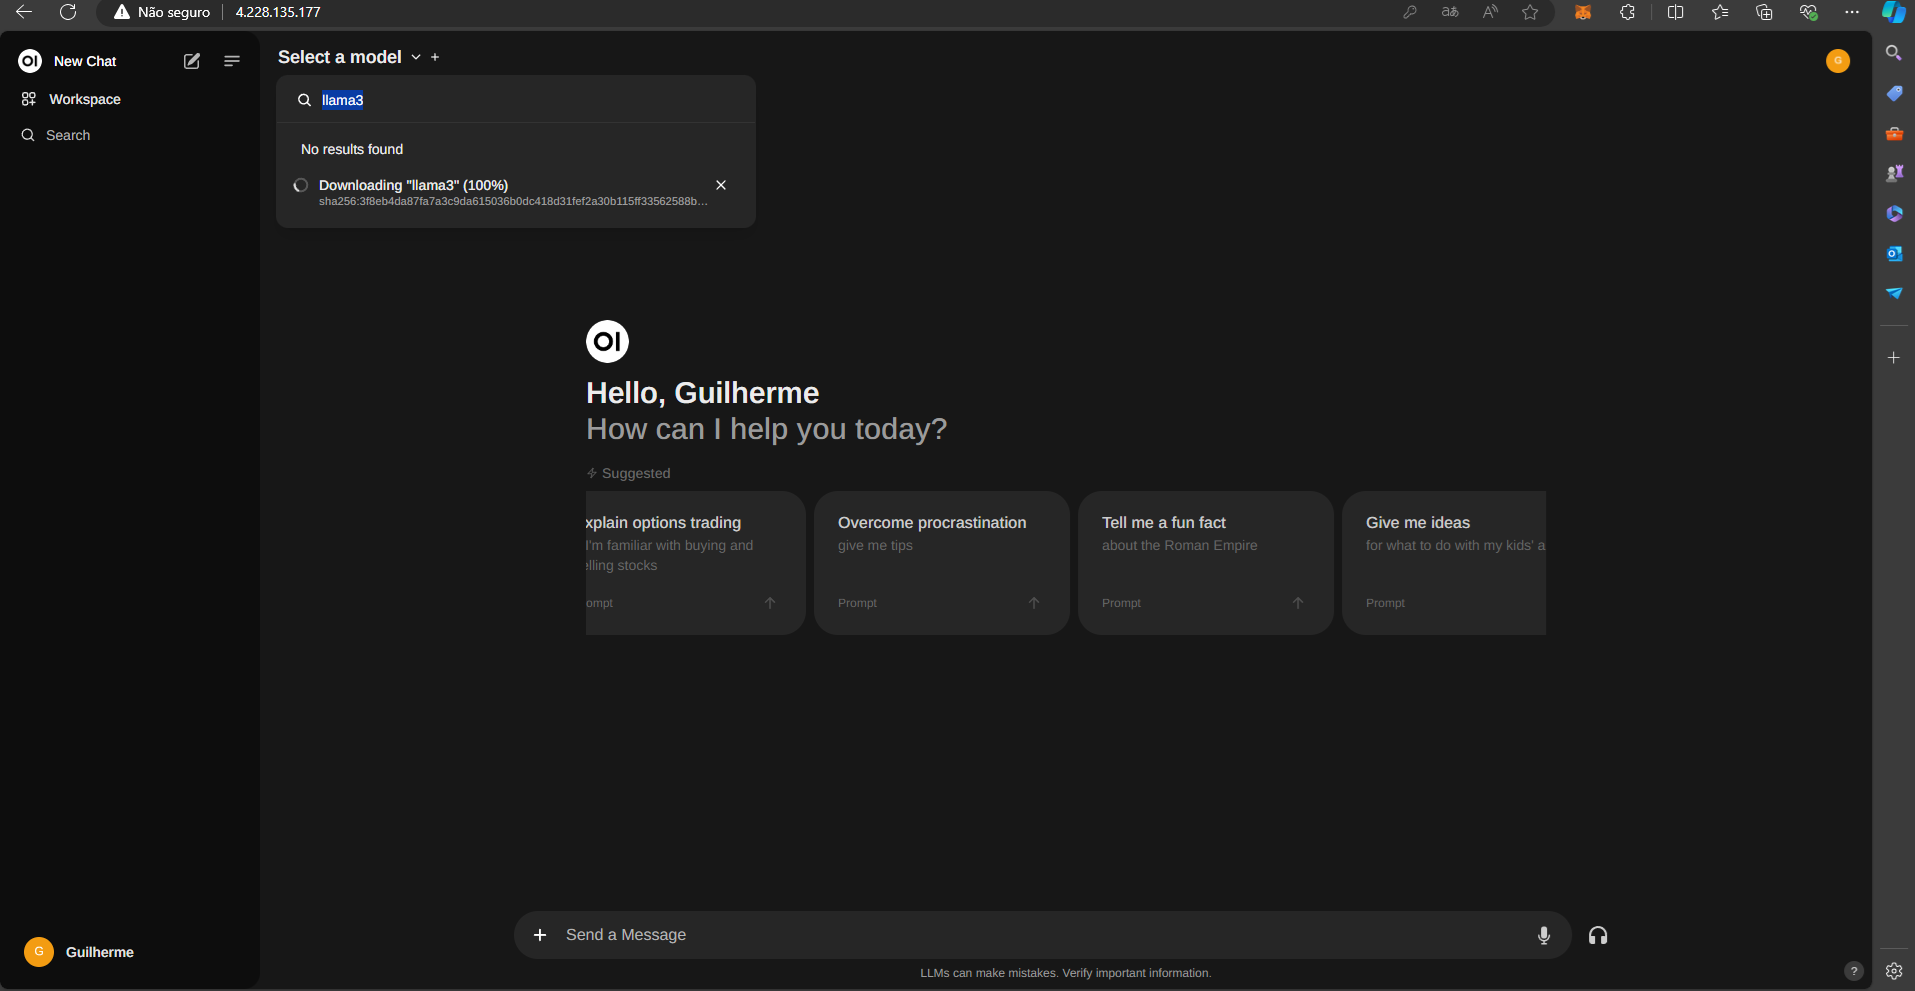 Não seguro
4.228.135.177
New Chat
Workspace
Search
Select a model
llama3
No results found
Downloading "llama3" (100%)
sha256:3f8eb4da87fa7a3c9da615036b0dc418d31fef2a30b115ff33562588b...
OI
Hello, Guilherme
How can I help you today?
Suggested
xplain options trading
I'm familiar with buying and
elling stocks
ompt
Overcome procrastination
give me tips
Prompt
Tell me a fun fact
about the Roman Empire
Prompt
Give me ideas
for what to do with my kids' a
Prompt
G
Guilherme
Send a Message
LLMs can make mistakes. Verify important information.
?